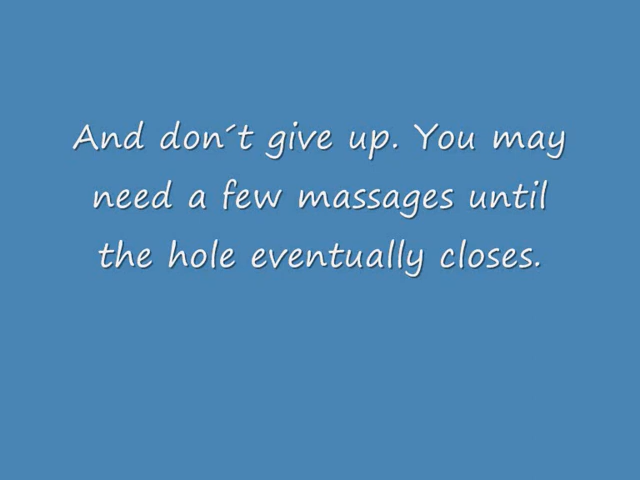 And don´t give up. You may
need a few massages until
the hole eventually closes.